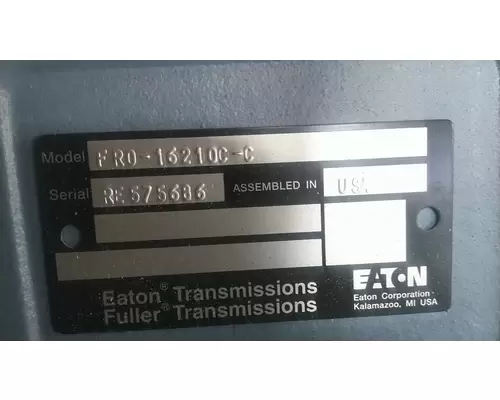 Model FRO-16210C-C
Serial RE575686 ASSEMBLED IN USA
Eaton® Transmissions
Fuller® Transmissions
EATON
Eaton Corporation
Kalamazoo, MI USA